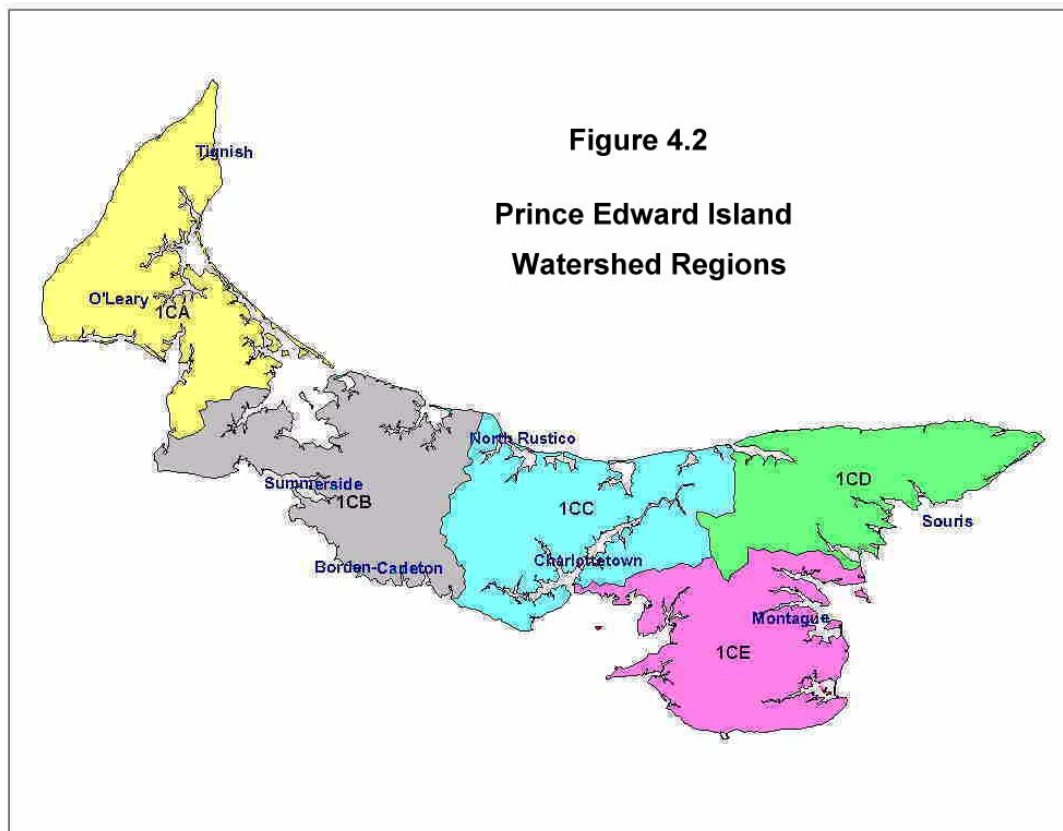 Figure 4.2
Prince Edward Island
Watershed Regions
Tignish
O'Leary
1CA
North Rustico
Summerside
1CB
1CC
1CD
Souris
Borden-Cadeton
Charlottetown
Montague
1CE